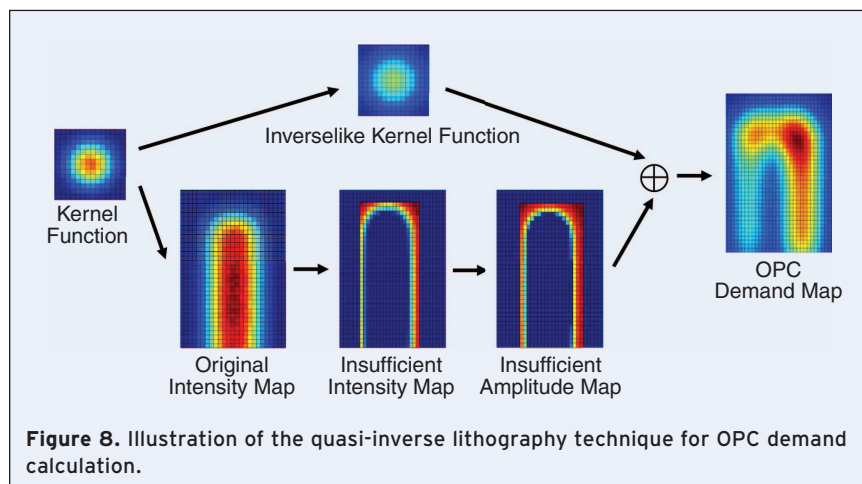 Inverselike Kernel Function
Kernel
Function
OPC
Demand Map
Original
Intensity Map
Insufficient
Intensity Map
Insufficient
Amplitude Map
Figure 8. Illustration of the quasi-inverse lithography technique for OPC demand
calculation.